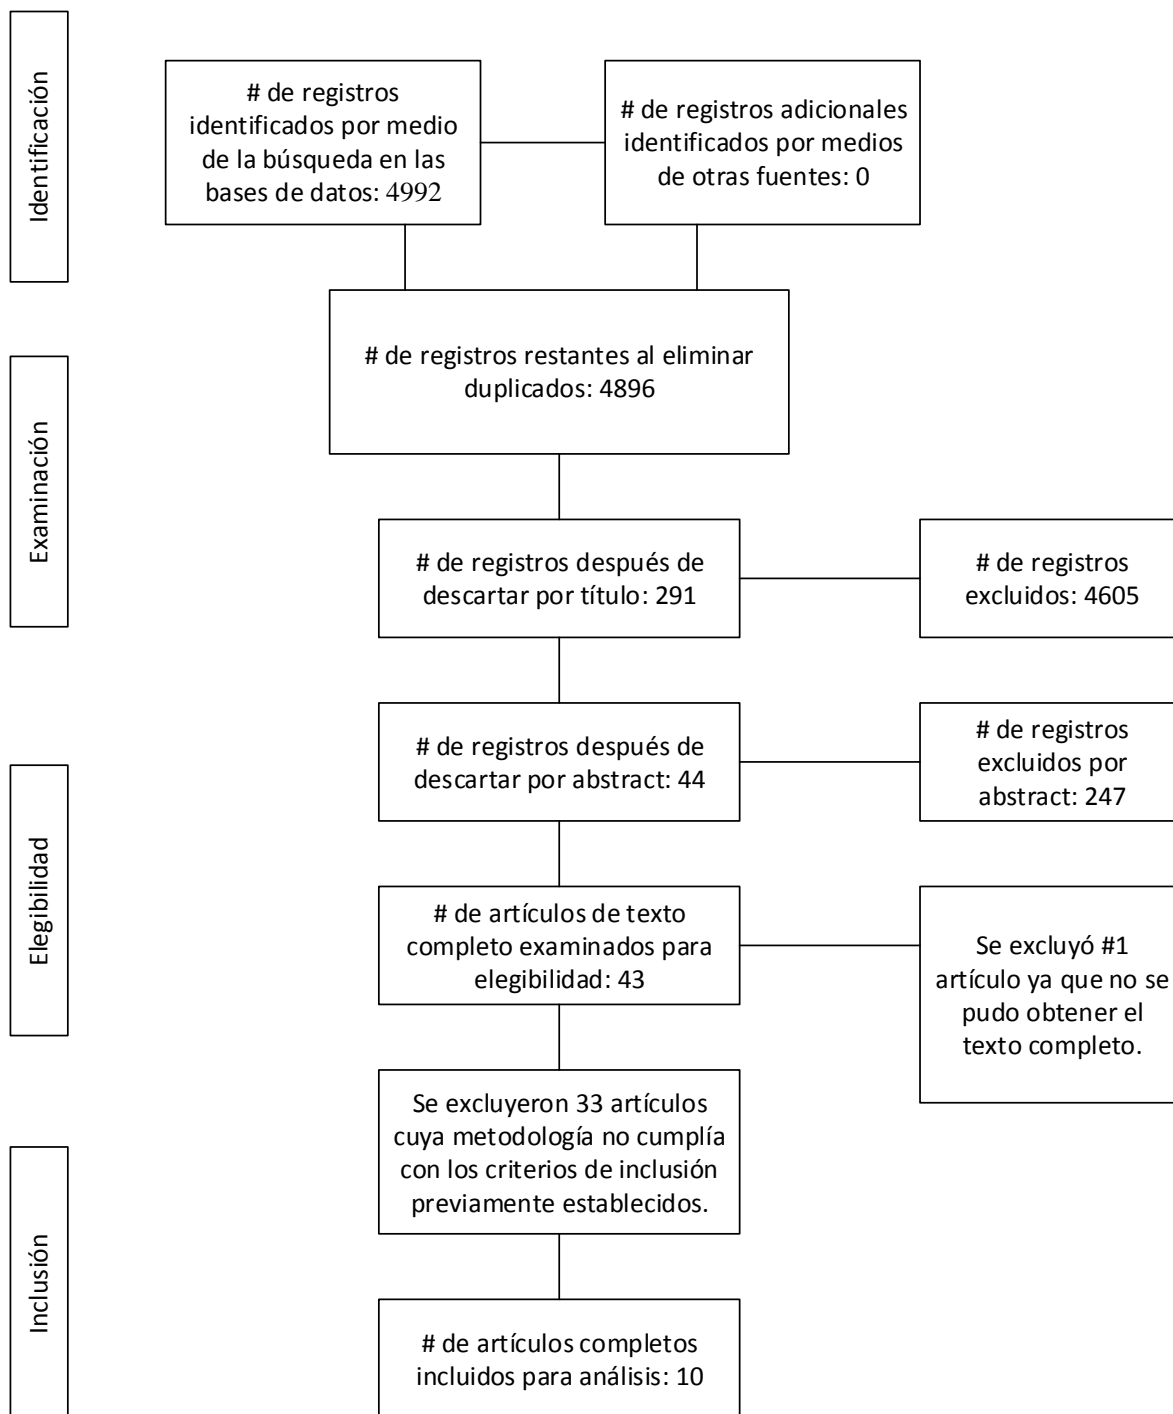 Identificación
# de registros
identificados por medio
de la búsqueda en las
bases de datos: 4992
# de registros adicionales
identificados por medios
de otras fuentes: 0
# de registros restantes al eliminar
duplicados: 4896
Examinación
# de registros después de
descartar por título: 291
# de registros
excluidos: 4605
# de registros después de
descartar por abstract: 44
# de registros
excluidos por
abstract: 247
Elegibilidad
# de artículos de texto
completo examinados para
elegibilidad: 43
Se excluyó #1
artículo ya que no se
pudo obtener el
texto completo.
Se excluyeron 33 artículos
cuya metodología no cumplía
con los criterios de inclusión
previamente establecidos.
Inclusión
# de artículos completos
incluidos para análisis: 10